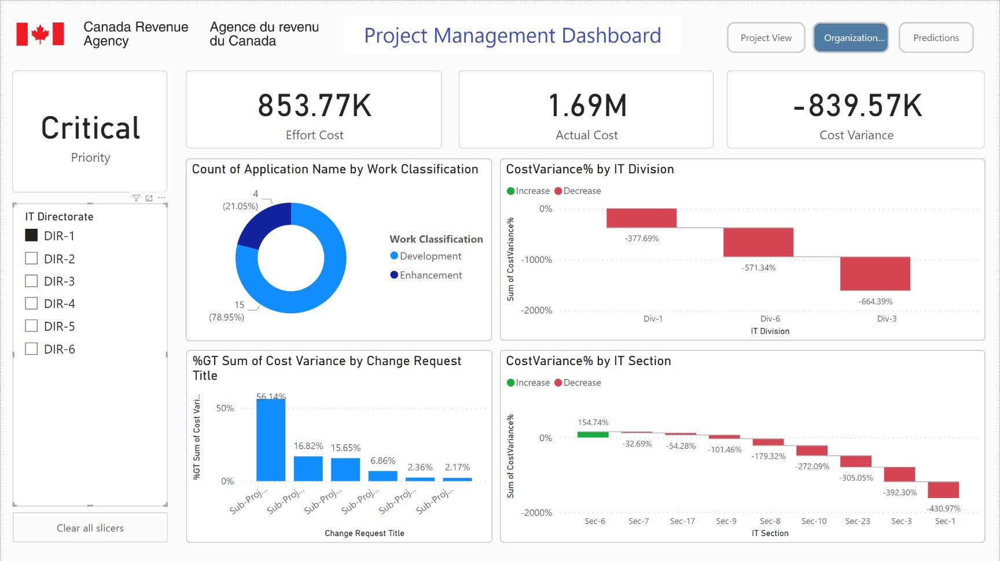 Canada Revenue
Agency
Agence du revenu
du Canada
Project Management Dashboard
Project View
Organization...
Predictions
Critical
Priority
853.77K
Effort Cost
1.69M
Actual Cost
-839.57K
Cost Variance
IT Directorate
DIR-1
DIR-2
DIR-3
DIR-4
DIR-5
DIR-6
Clear all slicers
Count of Application Name by Work Classification
4
(21.05%)
15
(78.95%)
Work Classification
Development
Enhancement
CostVariance% by IT Division
Increase Decrease
Sum of CostVariance%
0%
-1000%
-2000%
-377.69%
-571.34%
-664.39%
Div-1 Div-6 Div-3
IT Division
%GT Sum of Cost Variance by Change Request
Title
%GT Sum of Cost Vari...
50%
0%
56.14%
16.82%
15.65%
6.86%
2.36%
2.17%
Sub-Proj... Sub-Proj... Sub-Proj... Sub-Proj... Sub-Proj... Sub-Proj...
Change Request Title
CostVariance% by IT Section
Increase Decrease
Sum of CostVariance%
0%
-2000%
154.74%
-32.69%
-54.28%
-101.46%
-179.32%
-272.09%
-305.05%
-392.30%
-430.97%
Sec-6 Sec-7 Sec-17 Sec-9 Sec-8 Sec-10 Sec-23 Sec-3 Sec-1
IT Section